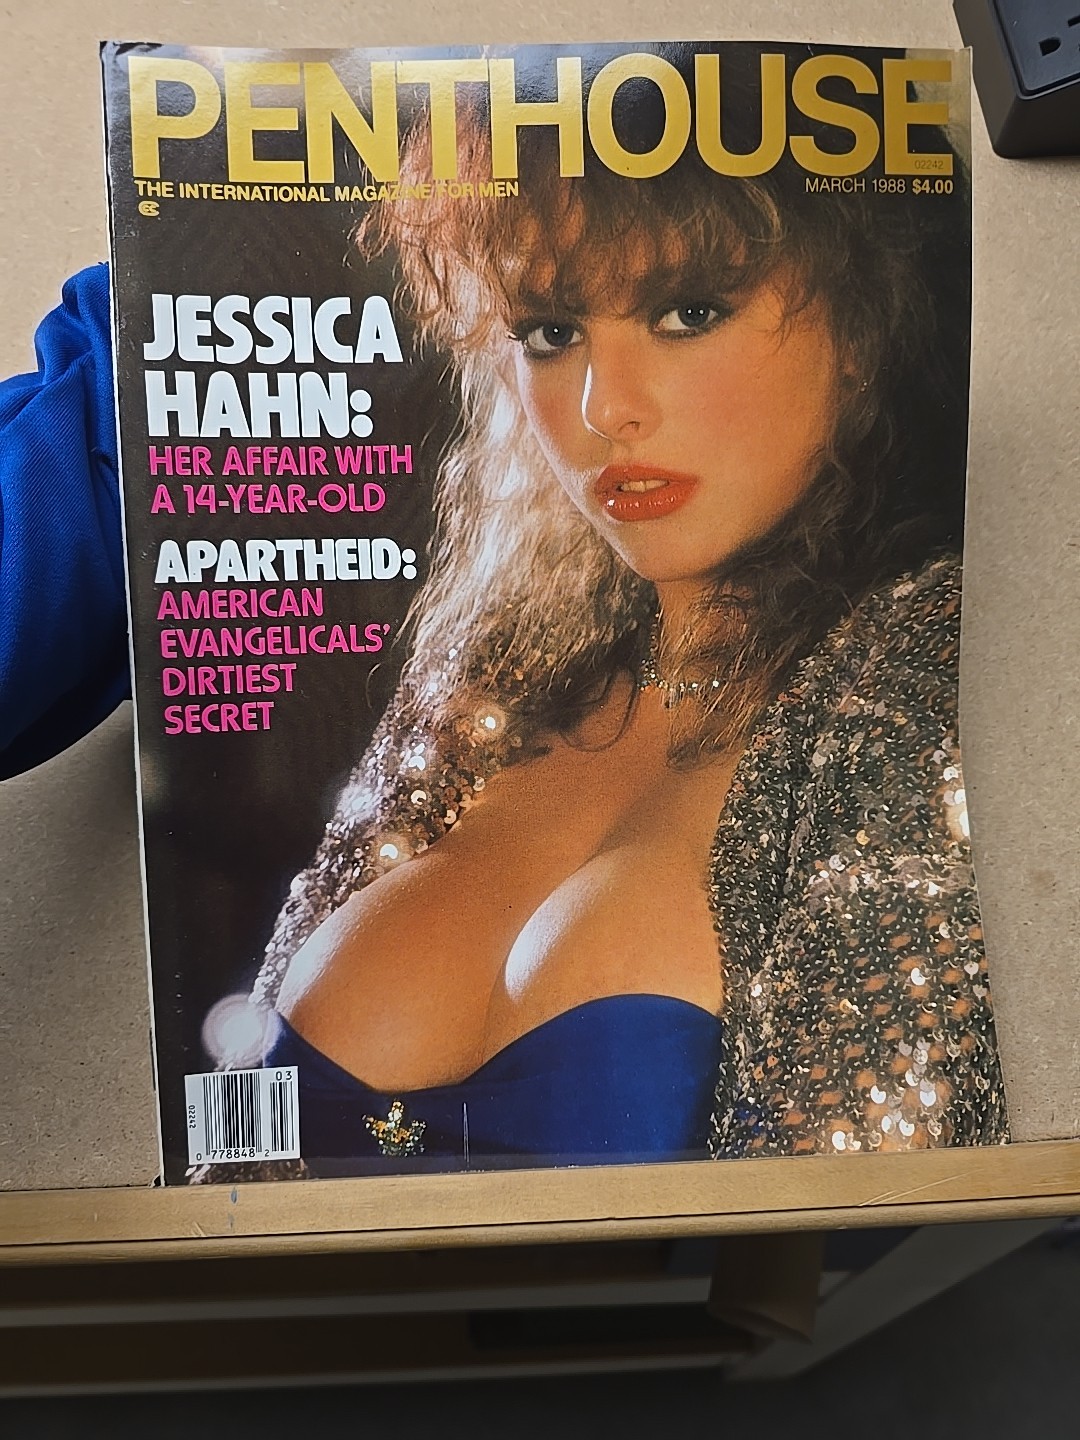 PENTHOUSE
02242
THE INTERNATIONAL MAGAZINE FOR MEN
MARCH 1988 $4.00
JESSICA
HAHN:
HER AFFAIR WITH
A 14-YEAR-OLD
APARTHEID:
AMERICAN
EVANGELICALS'
DIRTIEST
SECRET
03
02242
0 778848 2